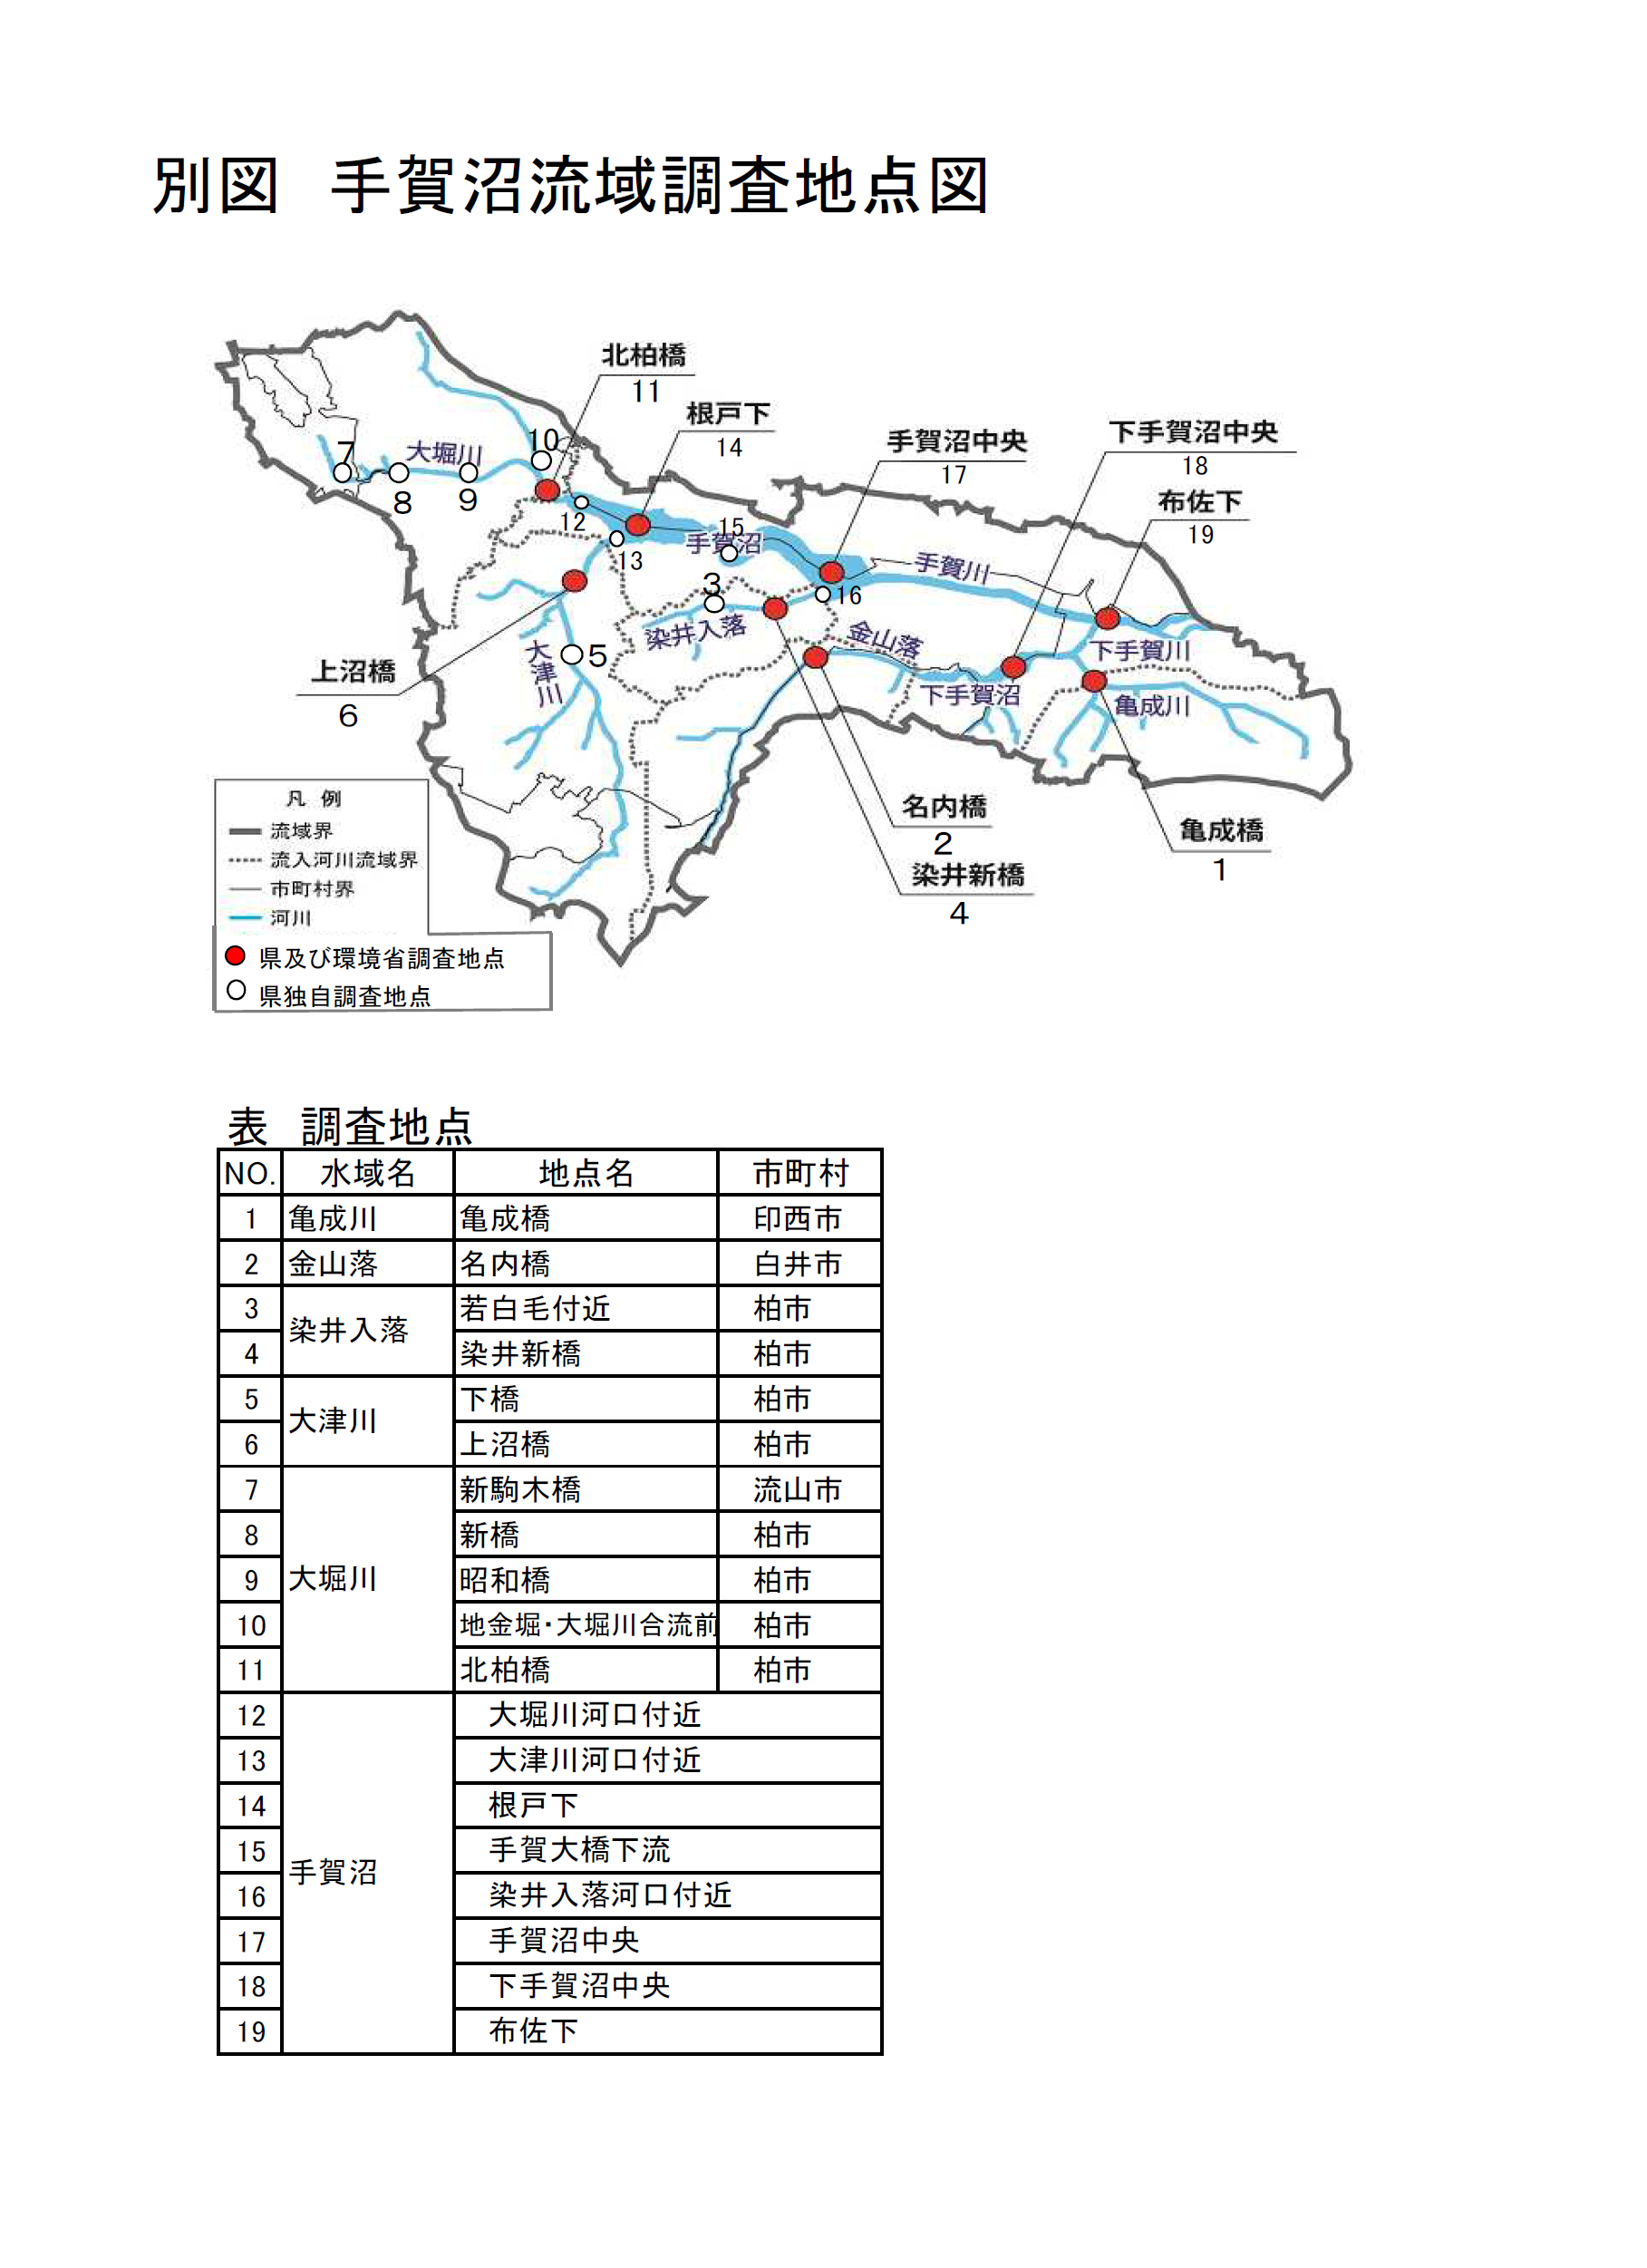 別図　手賀沼流域調査地点図
北柏橋
11
根戸下
14
手賀沼中央
17
下手賀沼中央
18
布佐下
19
10
7
大堀川
8
9
12
15
手賀沼
13
手賀川
3
16
染井入落
金山落
下手賀川
大津川
5
上沼橋
6
下手賀沼
亀成川
名内橋
2
亀成橋
1
染井新橋
4
凡 例
流域界
流入河川流域界
市町村界
河川
県及び環境省調査地点
県独自調査地点
表　調査地点
NO. 水域名 地点名 市町村
1 亀成川 亀成橋 印西市
2 金山落 名内橋 白井市
3 染井入落 若白毛付近 柏市
4 染井新橋 柏市
5 大津川 下橋 柏市
6 上沼橋 柏市
7 大堀川 新駒木橋 流山市
8 新橋 柏市
9 昭和橋 柏市
10 地金堀・大堀川合流前 柏市
11 北柏橋 柏市
12 手賀沼 大堀川河口付近
13 大津川河口付近
14 根戸下
15 手賀大橋下流
16 染井入落河口付近
17 手賀沼中央
18 下手賀沼中央
19 布佐下